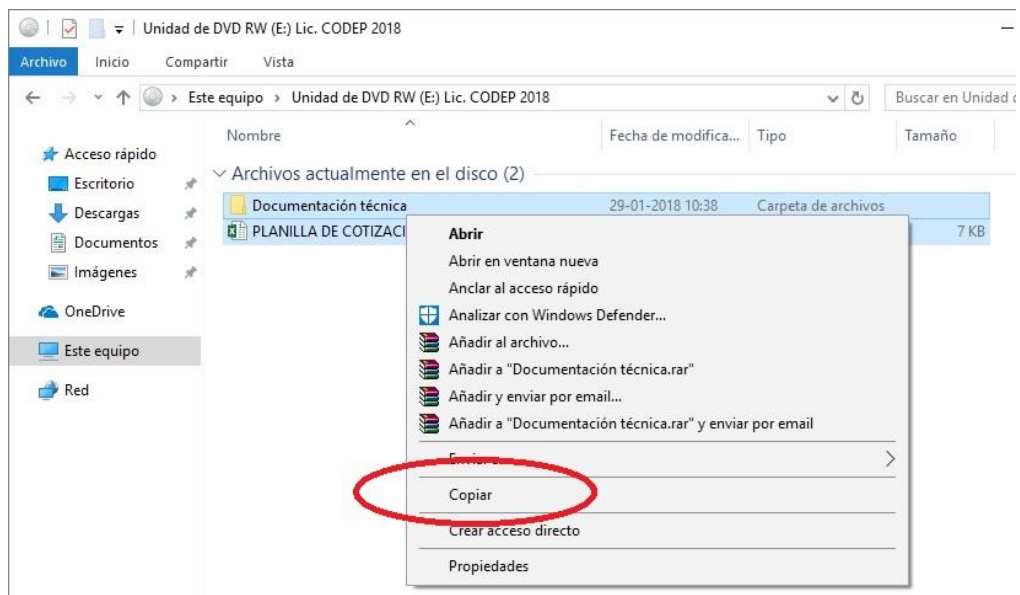 Unidad de DVD RW (E:) Lic. CODEP 2018
Archivo Inicio Compartir Vista
Este equipo > Unidad de DVD RW (E:) Lic. CODEP 2018
Buscar en Unidad
Nombre Fecha de modifica... Tipo Tamaño
Acceso rápido
Archivos actualmente en el disco (2)
Escritorio
Documentación técnica 29-01-2018 10:38 Carpeta de archivos
Descargas
PLANILLA DE COTIZACI 7 KB
Documentos
Imágenes
OneDrive
Este equipo
Red
Abrir
Abrir en ventana nueva
Anclar al acceso rápido
Analizar con Windows Defender...
Añadir al archivo...
Añadir a "Documentación técnica.rar"
Añadir y enviar por email...
Añadir a "Documentación técnica.rar" y enviar por email
Copiar
Crear acceso directo
Propiedades